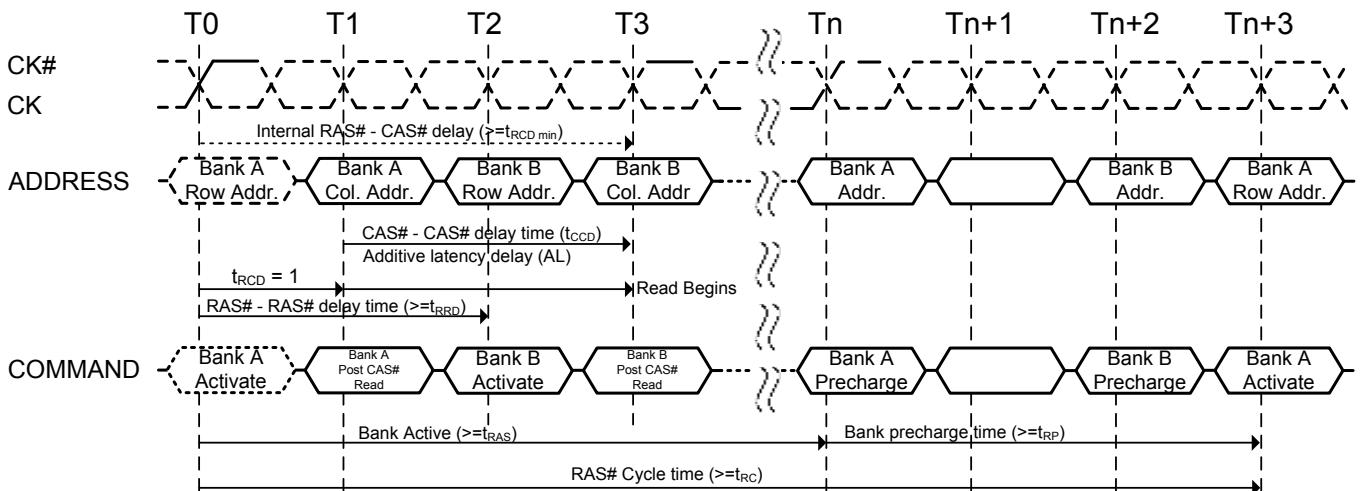 T0 T1 T2 T3 Tn Tn+1 Tn+2 Tn+3
CK#
CK
Internal RAS# - CAS# delay (>=tRCD min)
ADDRESS
Bank A Row Addr.
Bank A Col. Addr.
Bank B Row Addr.
Bank B Col. Addr
Bank A Addr.
Bank B Addr.
Bank A Row Addr.
CAS# - CAS# delay time (tCCD)
Additive latency delay (AL)
tRCD = 1
Read Begins
RAS# - RAS# delay time (>=tRRD)
COMMAND
Bank A Activate
Bank A Post CAS# Read
Bank B Activate
Bank B Post CAS# Read
Bank A Precharge
Bank B Precharge
Bank A Activate
Bank Active (>=tRAS)
Bank precharge time (>=tRP)
RAS# Cycle time (>=tRC)